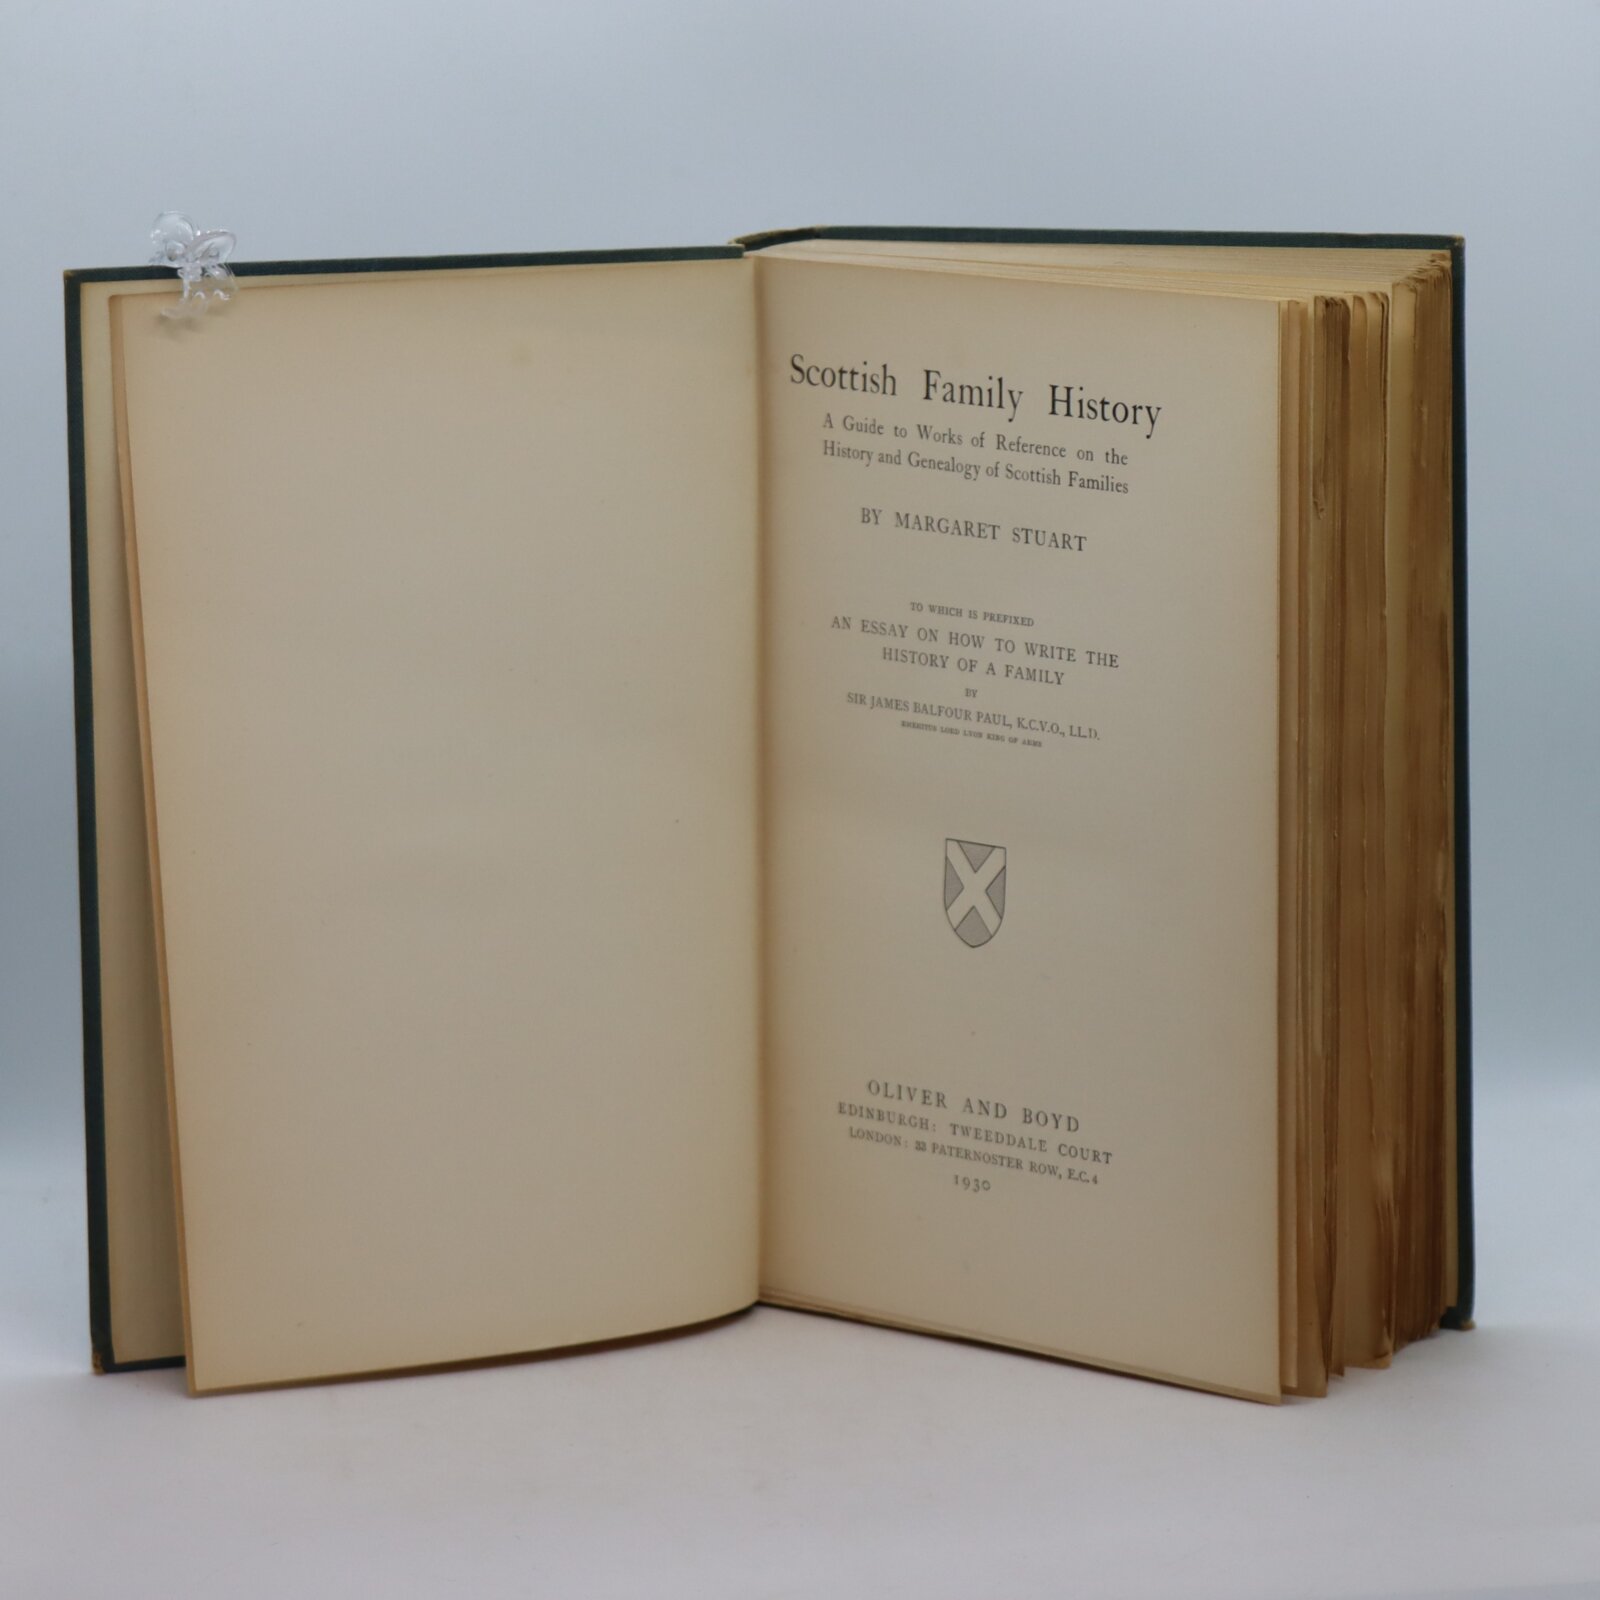 Scottish Family History
A Guide to Works of Reference on the
History and Genealogy of Scottish Families
BY MARGARET STUART
TO WHICH IS PREFIXED
AN ESSAY ON HOW TO WRITE THE
HISTORY OF A FAMILY
BY
SIR JAMES BALFOUR PAUL, K.C.V.O., LL.D.
EMERITUS LORD LYON KING OF ARMS
OLIVER AND BOYD
EDINBURGH: TWEEDDALE COURT
LONDON: 33 PATERNOSTER ROW, E.C. 4
1930